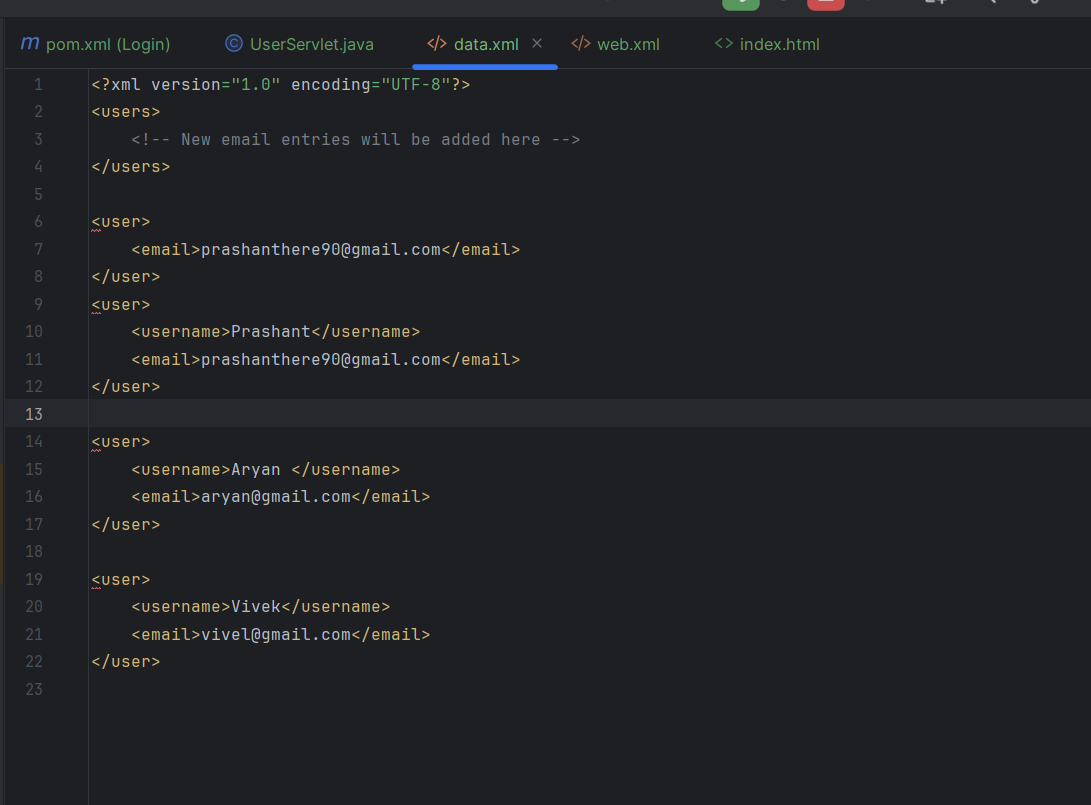 pom.xml (Login) UserServlet.java data.xml web.xml index.html
1 <?xml version="1.0" encoding="UTF-8"?>
2 <users>
3 <!-- New email entries will be added here -->
4 </users>
5
6 <user>
7 <email>prashanthere90@gmail.com</email>
8 </user>
9 <user>
10 <username>Prashant</username>
11 <email>prashanthere90@gmail.com</email>
12 </user>
13
14 <user>
15 <username>Aryan </username>
16 <email>aryan@gmail.com</email>
17 </user>
18
19 <user>
20 <username>Vivek</username>
21 <email>vivel@gmail.com</email>
22 </user>
23